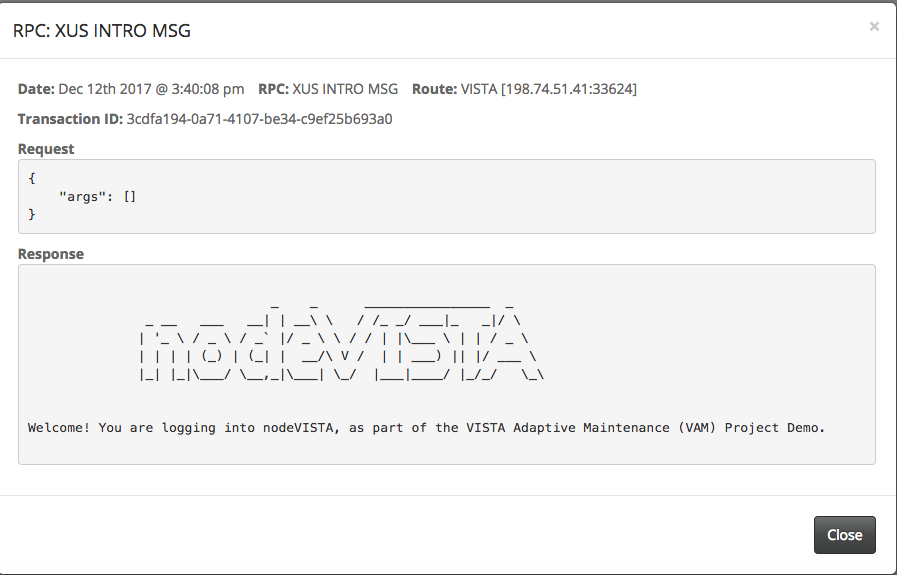 RPC: XUS INTRO MSG
×
Date: Dec 12th 2017 @ 3:40:08 pm RPC: XUS INTRO MSG Route: VISTA [198.74.51.41:33624]
Transaction ID: 3cdfa194-0a71-4107-be34-c9ef25b693a0
Request
{
"args": []
}
Response
nodeVISTA
Welcome! You are logging into nodeVISTA, as part of the VISTA Adaptive Maintenance (VAM) Project Demo.
Close